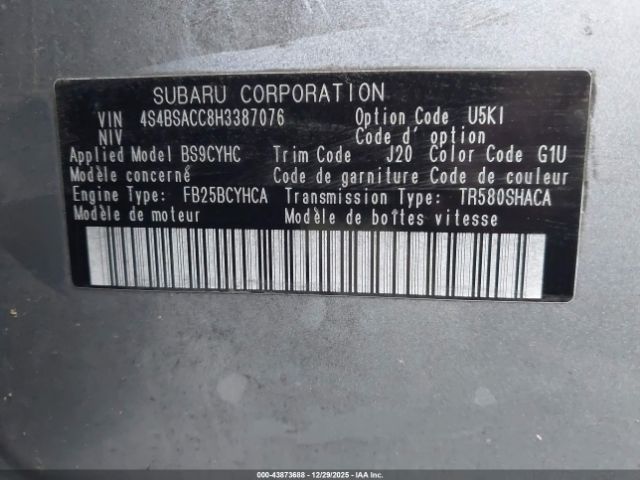 SUBARU CORPORATION
VIN 4S4BSACC8H3387076 Option Code U5KI
NIV Code d'option
Applied Model BS9CYHC Trim Code J20 Color Code G1U
Modèle concerné Code de garniture Code de couleur
Engine Type: FB25BCYHCA Transmission Type: TR580SHACA
Modèle de moteur Modèle de boîtes vitesse
000-43873688 | 12/29/2025 - IAAI.com